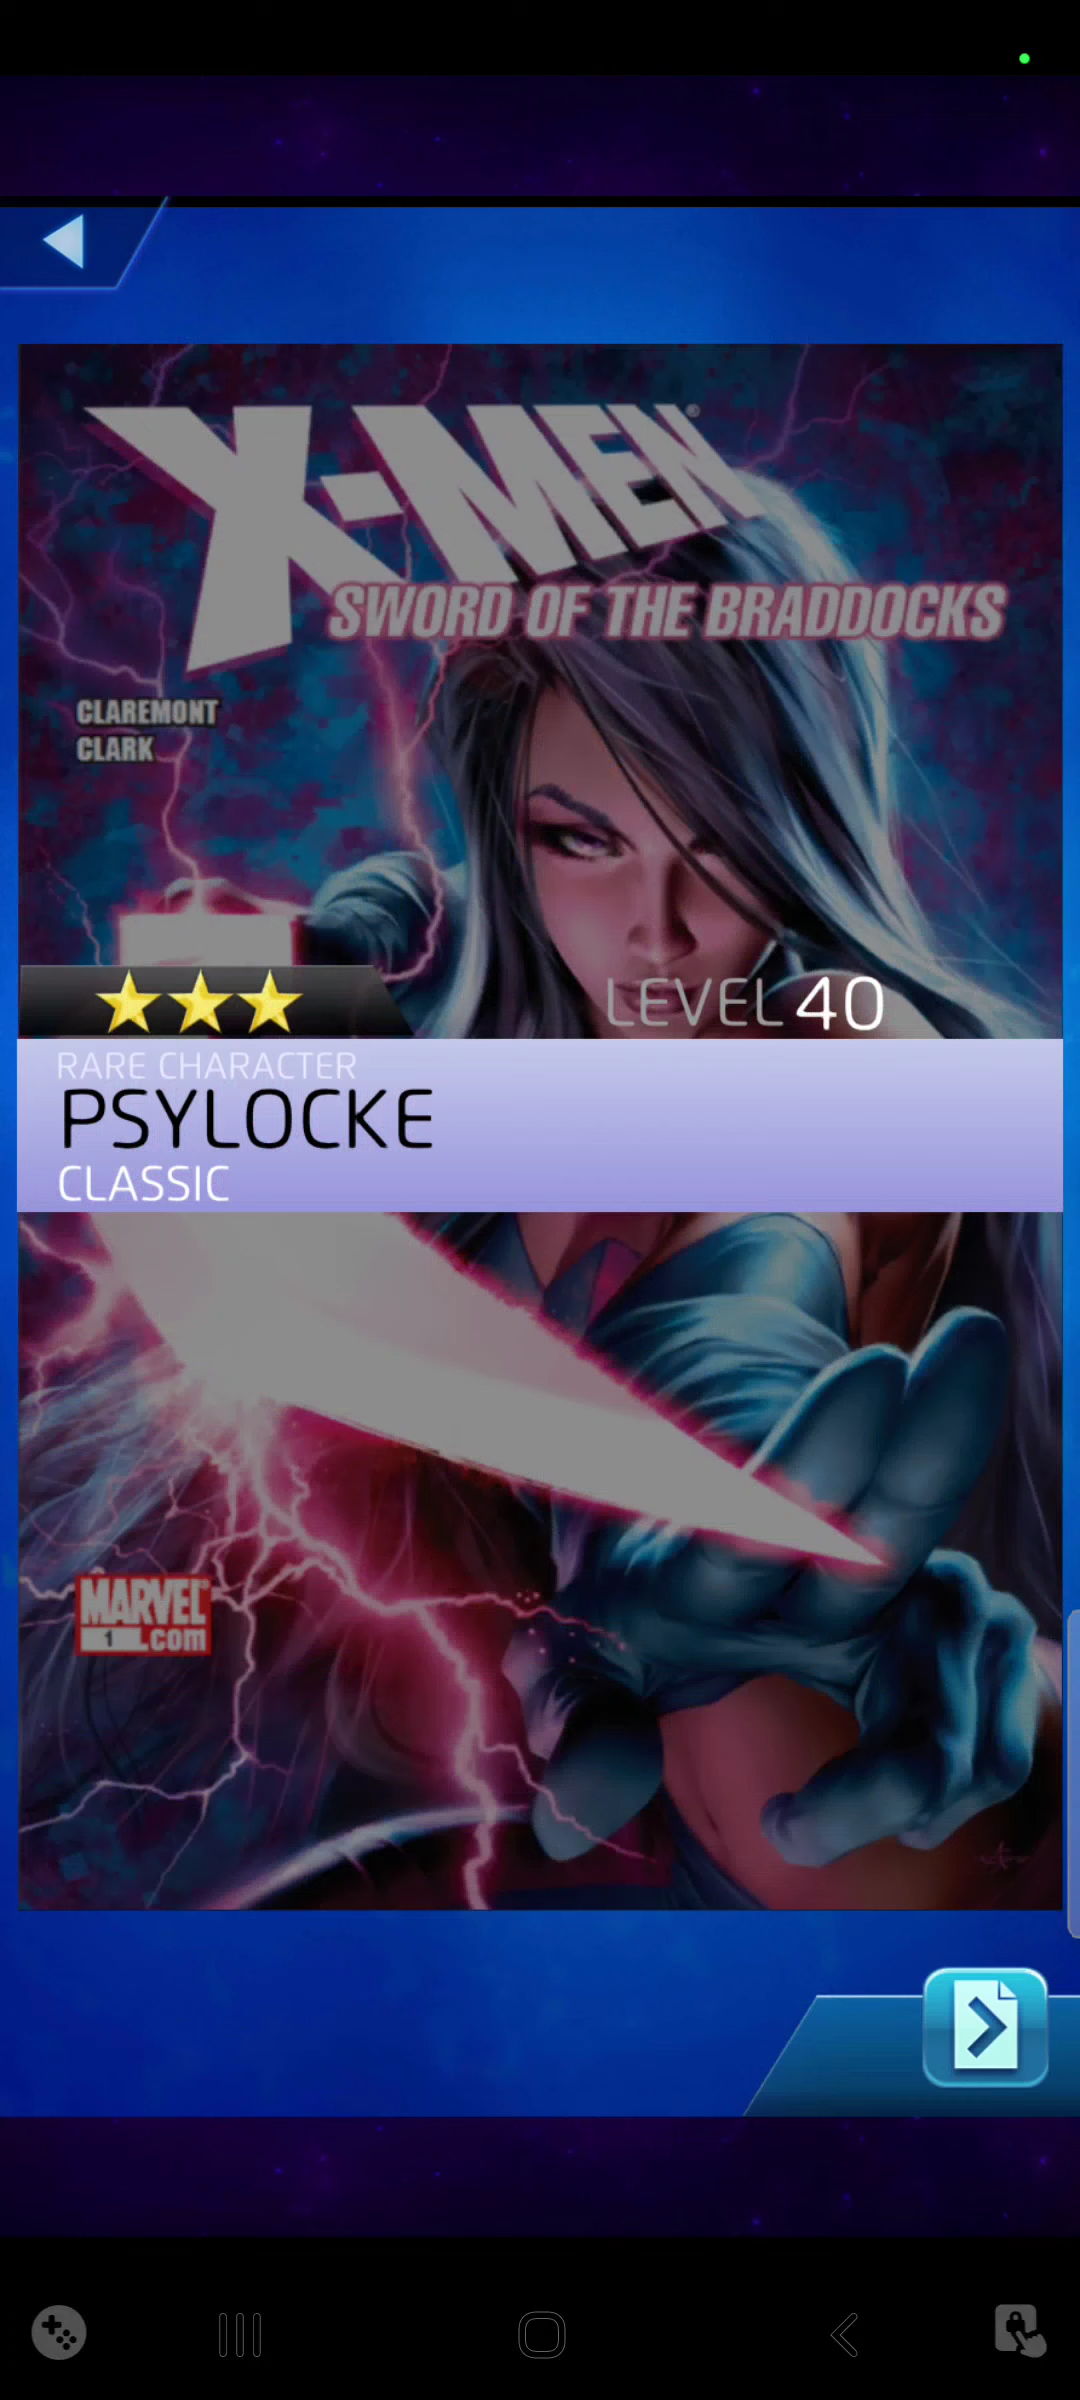 X-MEN®
SWORD OF THE BRADDOCKS
CLAREMONT
CLARK
LEVEL 40
RARE CHARACTER
PSYLOCKE
CLASSIC
MARVEL®
1 .com